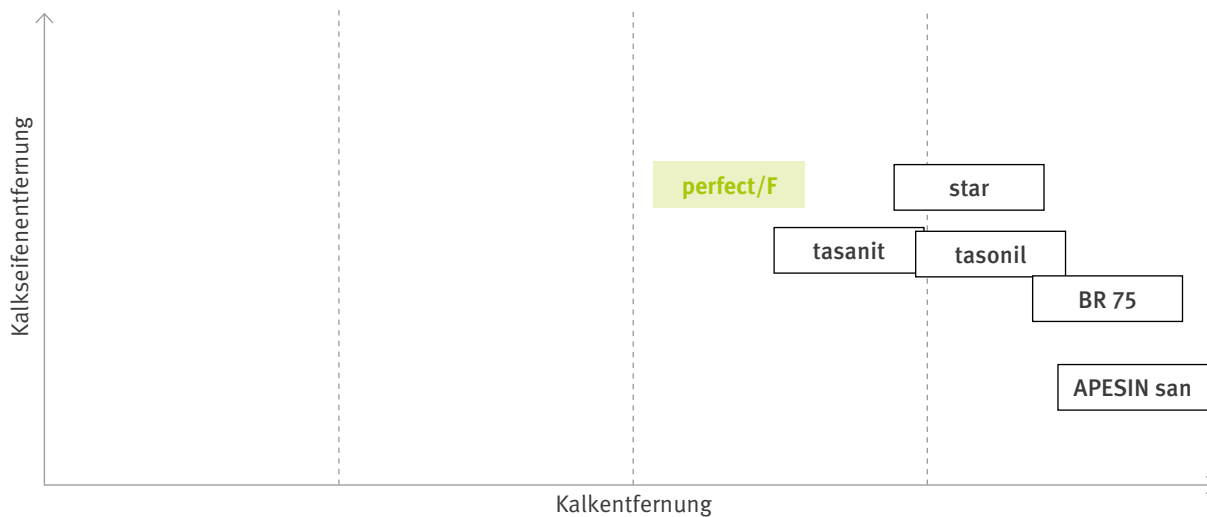 Kalkseifenentfernung
perfect/F
star
tasanit
tasonil
BR 75
APESIN san
Kalkentfernung